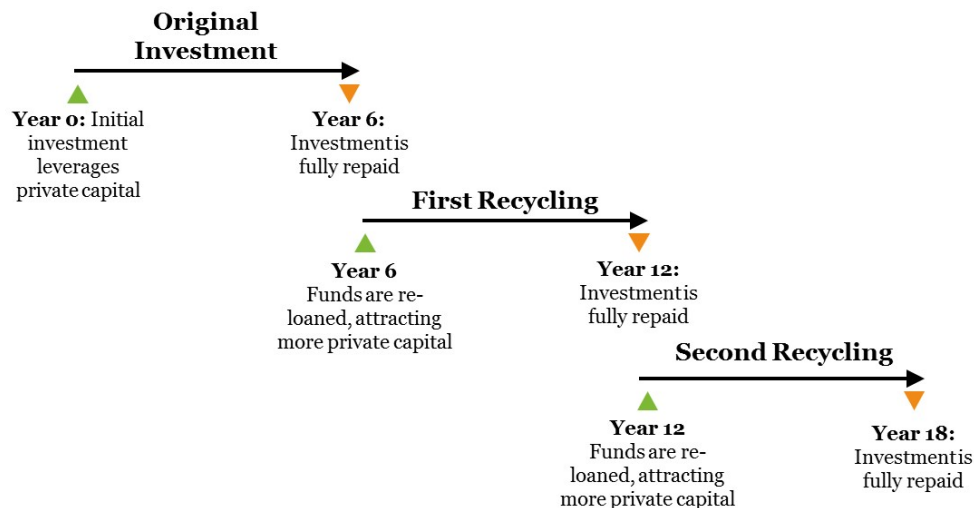 Original
Investment
Year 0: Initial
investment
leverages
private capital
Year 6:
Investment is
fully repaid
First Recycling
Year 6
Funds are re-
loaned, attracting
more private capital
Year 12:
Investment is
fully repaid
Second Recycling
Year 12
Funds are re-
loaned, attracting
more private capital
Year 18:
Investment is
fully repaid